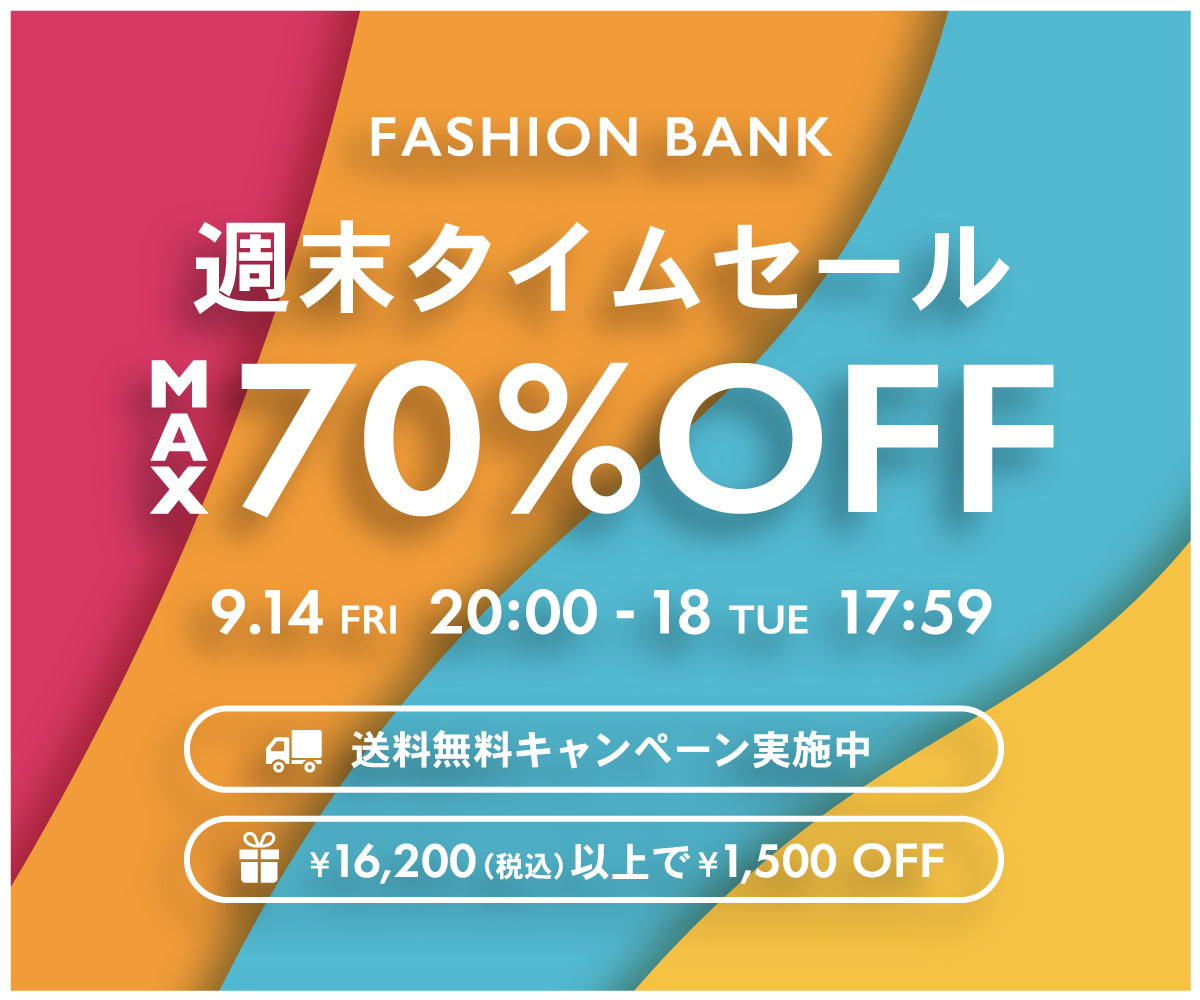 FASHION BANK
週末タイムセール
MAX 70%OFF
9.14 FRI 20:00 - 18 TUE 17:59
送料無料キャンペーン実施中
¥16,200(税込)以上で¥1,500 OFF